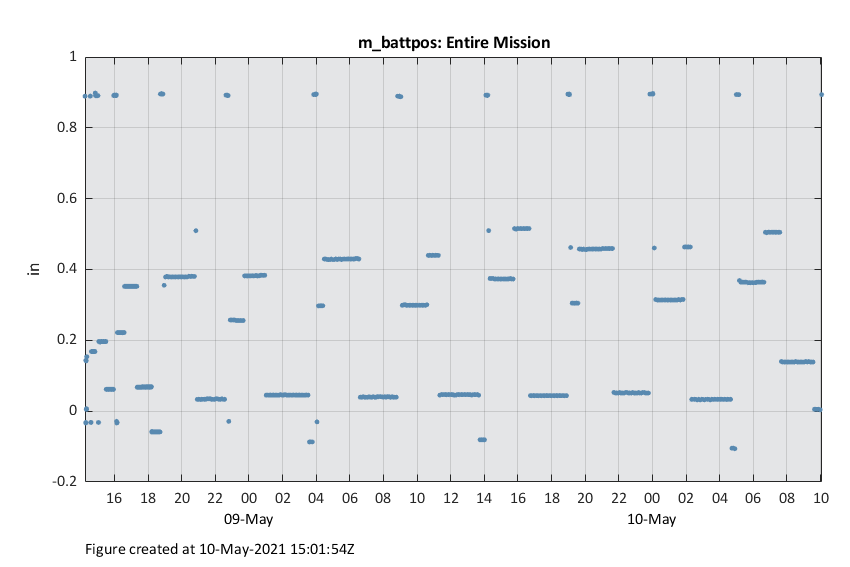 m_battpos: Entire Mission
1
0.8
0.6
0.4
0.2
0
-0.2
in
16 18 20 22 00 02 04 06 08 10 12 14 16 18 20 22 00 02 04 06 08 10
09-May 10-May
Figure created at 10-May-2021 15:01:54Z